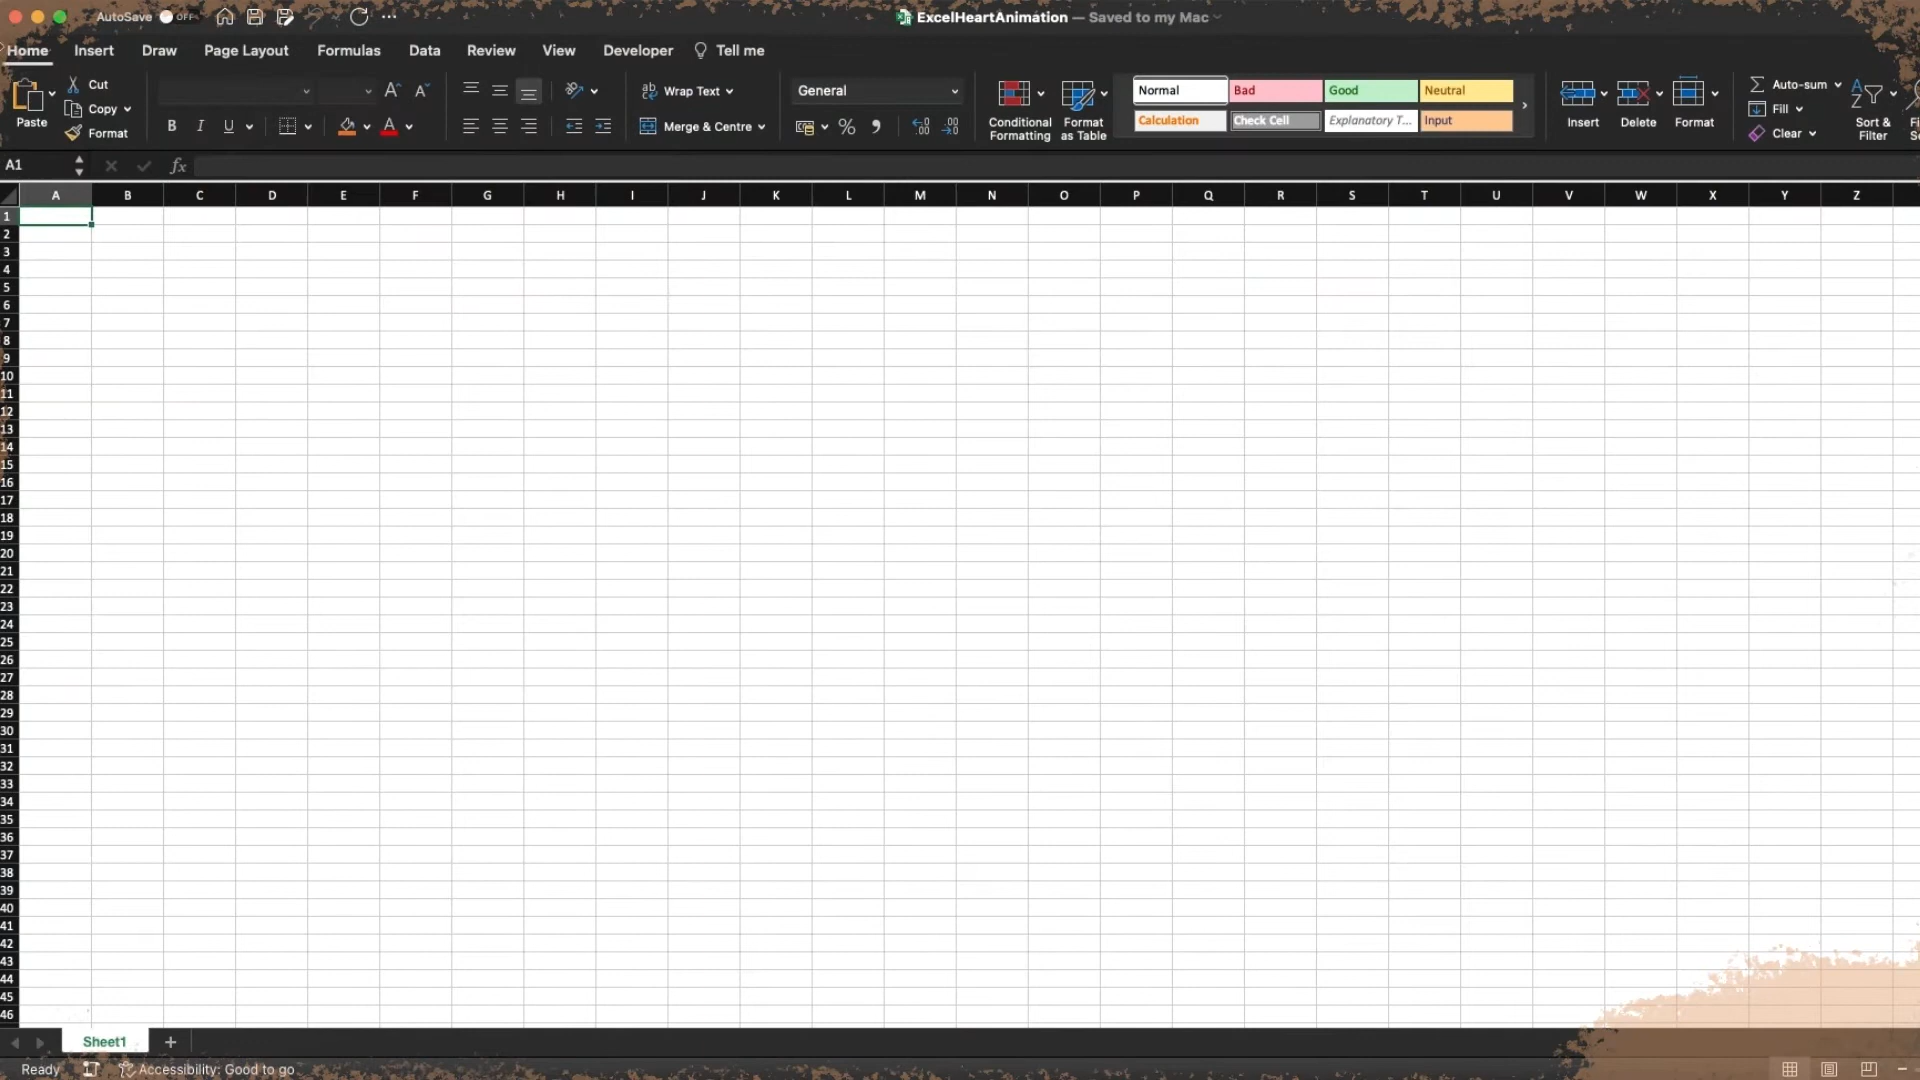 AutoSave OFF ExcelHeartAnimation — Saved to my Mac
Home Insert Draw Page Layout Formulas Data Review View Developer Tell me
Paste Cut Copy Format
B I U
Wrap Text
Merge & Centre
General
Conditional Formatting
Format as Table
Normal Bad Good Neutral
Calculation Check Cell Explanatory T... Input
Insert Delete Format
Auto-sum
Fill
Clear
Sort & Filter
A1 fx
A B C D E F G H I J K L M N O P Q R S T U V W X Y Z
1
2
3
4
5
6
7
8
9
10
11
12
13
14
15
16
17
18
19
20
21
22
23
24
25
26
27
28
29
30
31
32
33
34
35
36
37
38
39
40
41
42
43
44
45
46
Sheet1
Ready Accessibility: Good to go